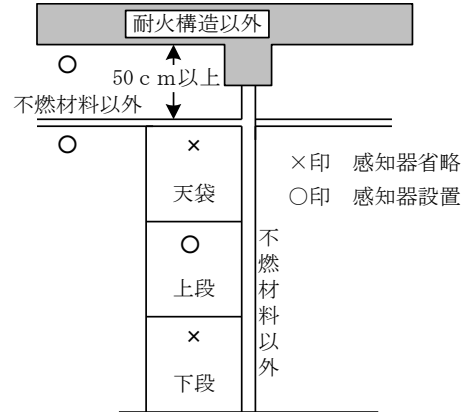 耐火構造以外
50ｃｍ以上
不燃材料以外
×
天袋
×印　感知器省略
○印　感知器設置
上段
不燃材料以外
×
下段